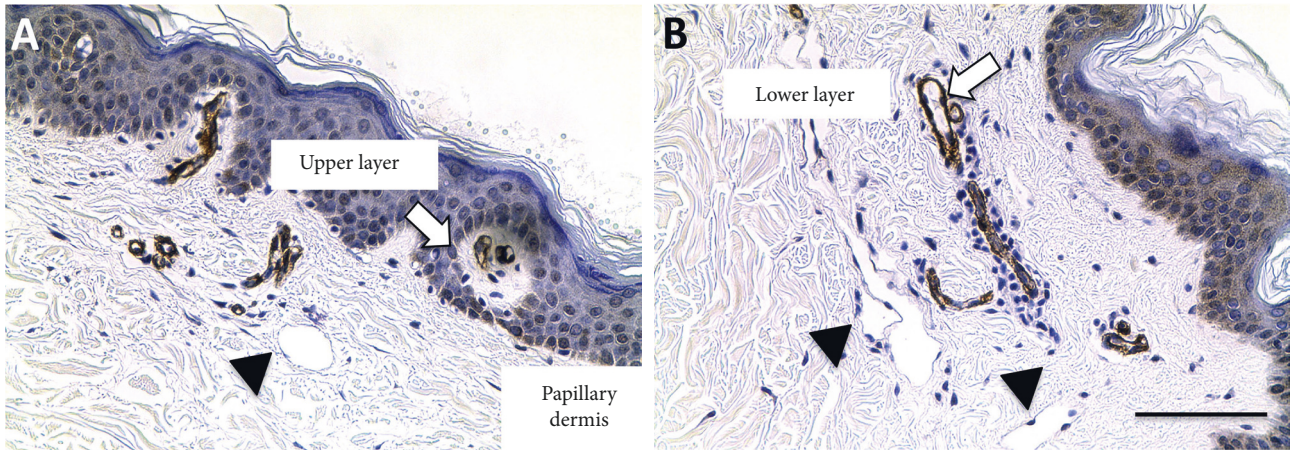 A
Upper layer
Papillary
dermis
B
Lower layer